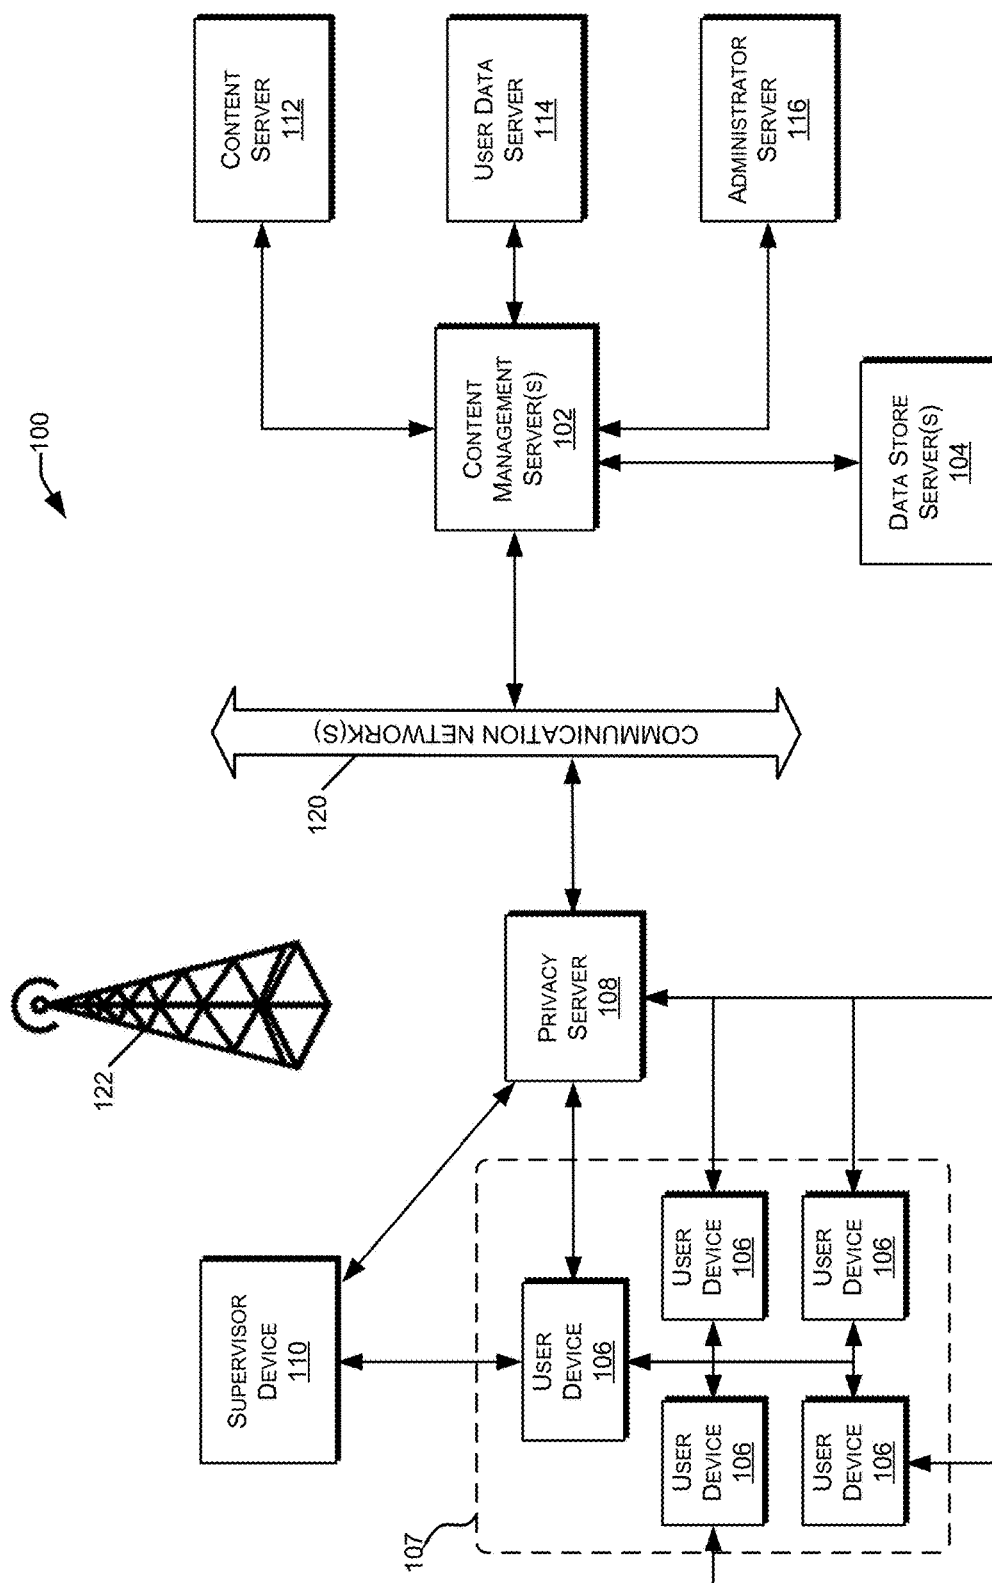 100
122
SUPERVISOR
DEVICE
110
107
USER
DEVICE
106
USER
DEVICE
106
USER
DEVICE
106
USER
DEVICE
106
USER
DEVICE
106
PRIVACY
SERVER
108
120
COMMUNICATION NETWORK(S)
CONTENT
MANAGEMENT
SERVER(S)
102
CONTENT
SERVER
112
USER DATA
SERVER
114
ADMINISTRATOR
SERVER
116
DATA STORE
SERVER(S)
104